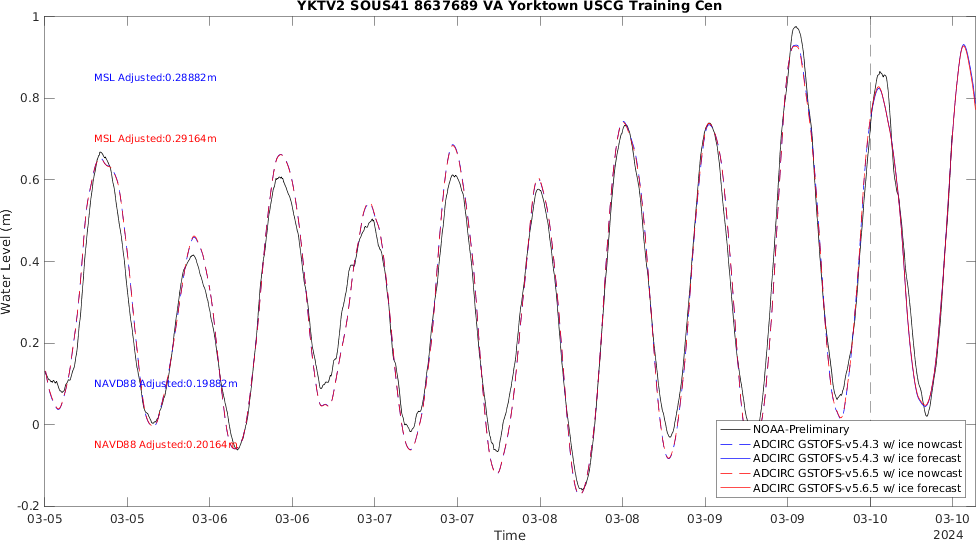 YKTV2 SOUS41 8637689 VA Yorktown USCG Training Cen
1
0.8
0.6
0.4
0.2
0
-0.2
Water Level (m)
MSL Adjusted:0.28882m
MSL Adjusted:0.29164m
NAVD88 Adjusted:0.19882m
NAVD88 Adjusted:0.20164m
NOAA-Preliminary
ADCIRC GSTOFS-v5.4.3 w/ ice nowcast
ADCIRC GSTOFS-v5.4.3 w/ ice forecast
ADCIRC GSTOFS-v5.6.5 w/ ice nowcast
ADCIRC GSTOFS-v5.6.5 w/ ice forecast
03-05 03-05 03-06 03-06 03-07 03-07 03-08 03-08 03-09 03-09 03-10 03-10
Time
2024